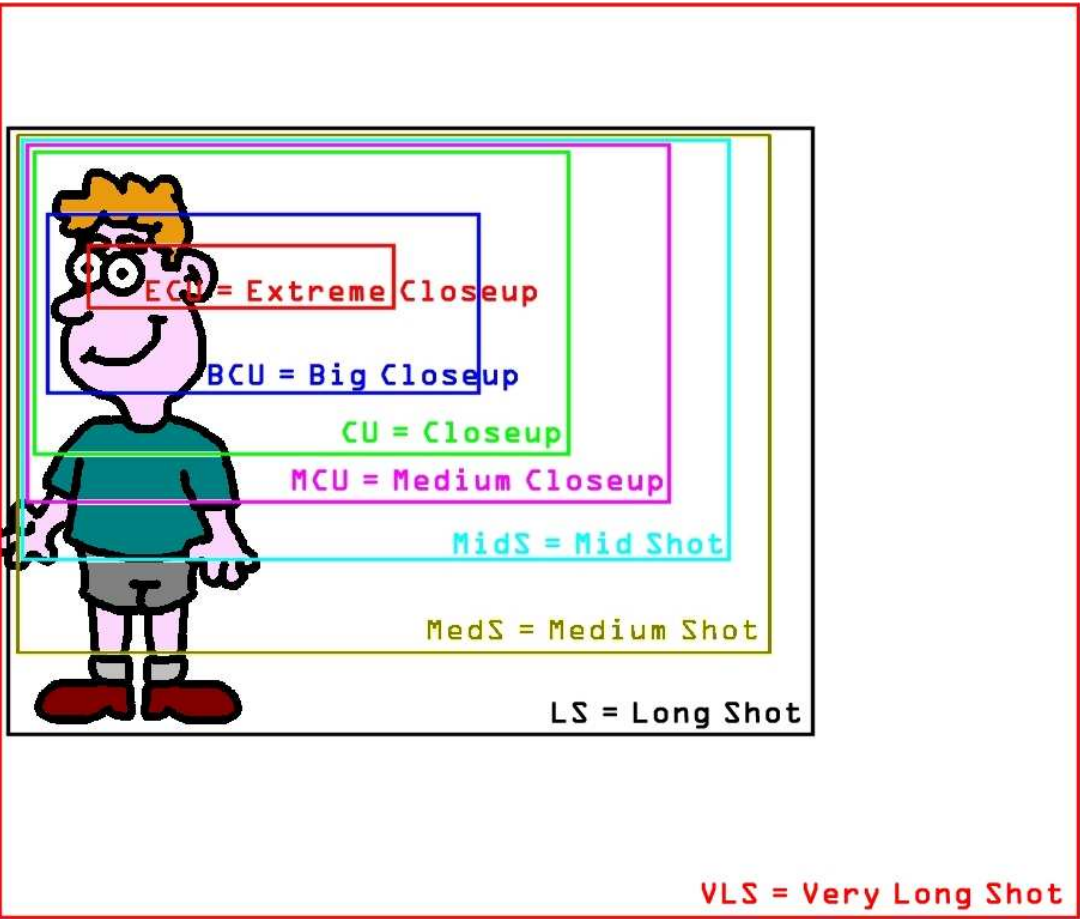 ECU = Extreme Closeup
BCU = Big Closeup
CU = Closeup
MCU = Medium Closeup
MidS = Mid Shot
MedS = Medium Shot
LS = Long Shot
VLS = Very Long Shot